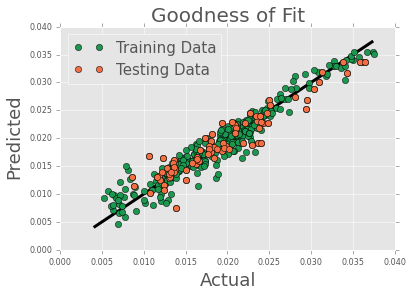 Goodness of Fit
0.040
0.035
0.030
0.025
0.020
0.015
0.010
0.005
0.000
Predicted
Training Data
Testing Data
0.000 0.005 0.010 0.015 0.020 0.025 0.030 0.035 0.040
Actual